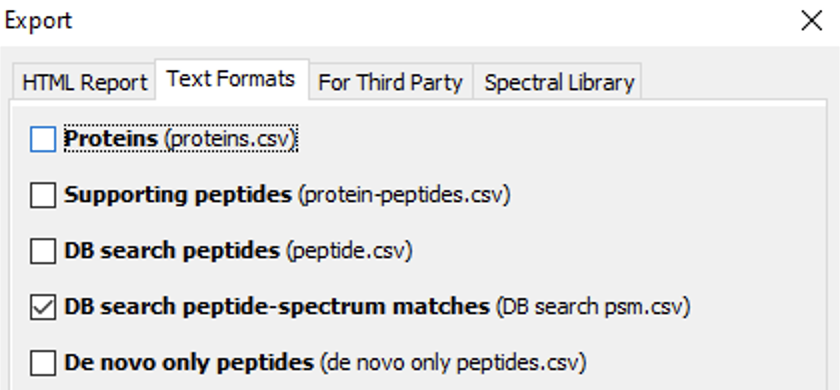 Export
HTML Report Text Formats For Third Party Spectral Library
Proteins (proteins.csv)
Supporting peptides (protein-peptides.csv)
DB search peptides (peptide.csv)
DB search peptide-spectrum matches (DB search psm.csv)
De novo only peptides (de novo only peptides.csv)